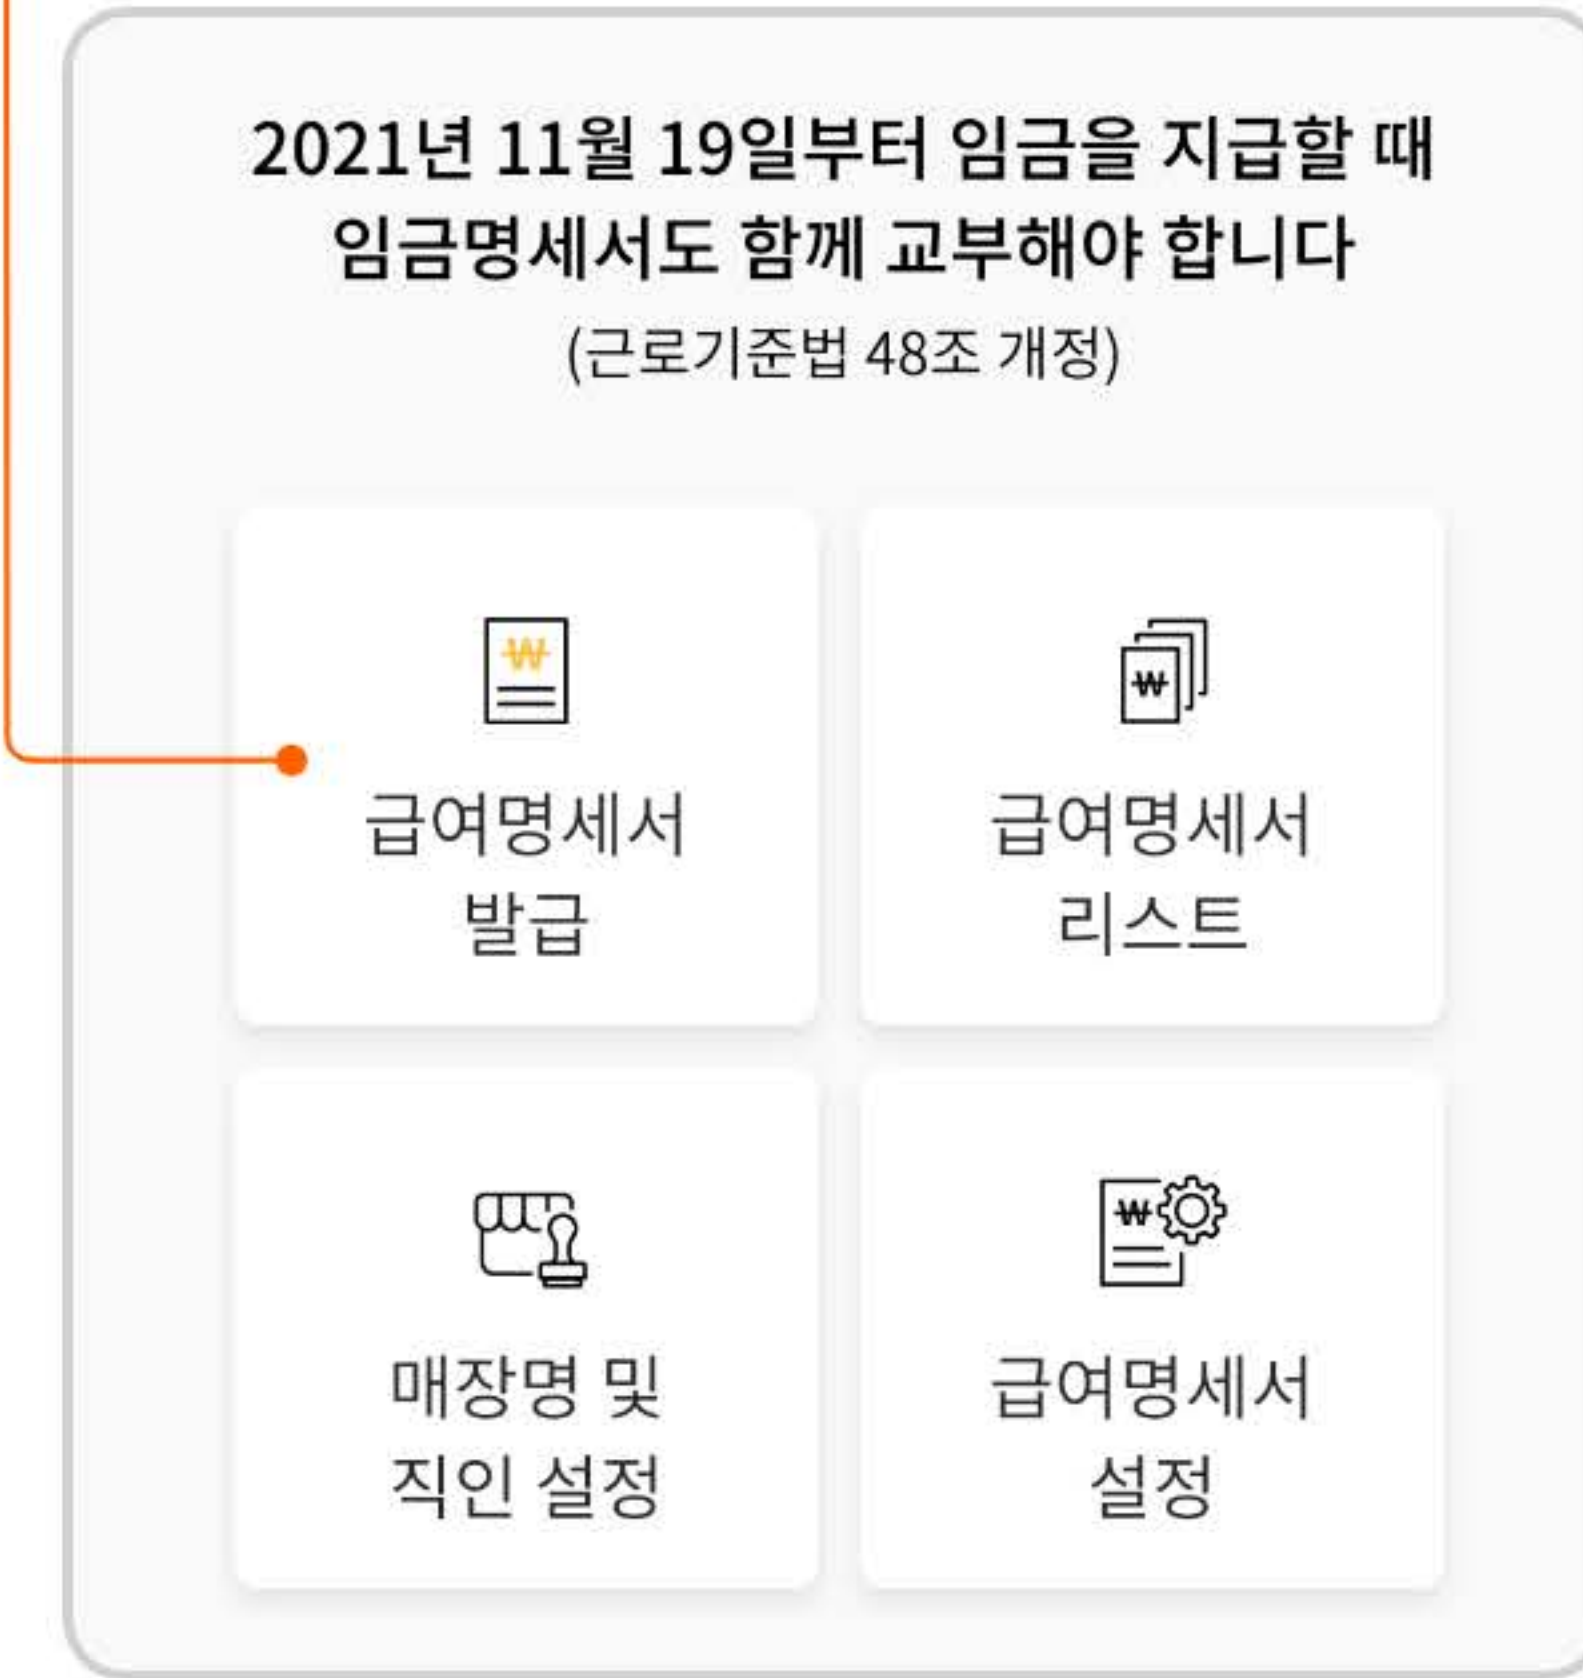 2021년 11월 19일부터 임금을 지급할 때
임금명세서도 함께 교부해야 합니다
(근로기준법 48조 개정)
₩
급여명세서
발급
₩
급여명세서
리스트
매장명 및
직인 설정
₩
급여명세서
설정